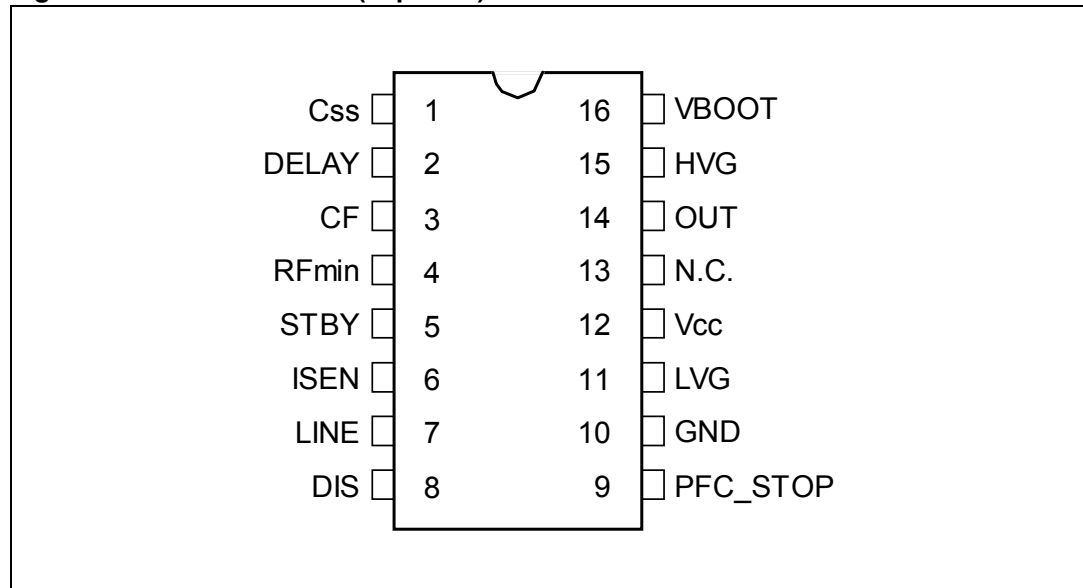 Css 1 16 VBOOT
DELAY 2 15 HVG
CF 3 14 OUT
RFmin 4 13 N.C.
STBY 5 12 Vcc
ISEN 6 11 LVG
LINE 7 10 GND
DIS 8 9 PFC_STOP